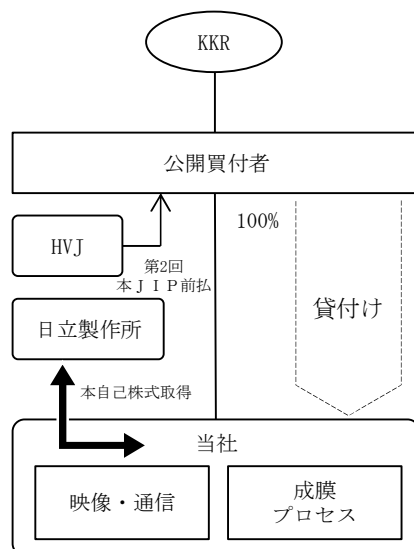 KKR
公開買付者
HVJ
100%
第2回
本ＪＩＰ前払
貸付け
日立製作所
本自己株式取得
当社
映像・通信
成膜
プロセス